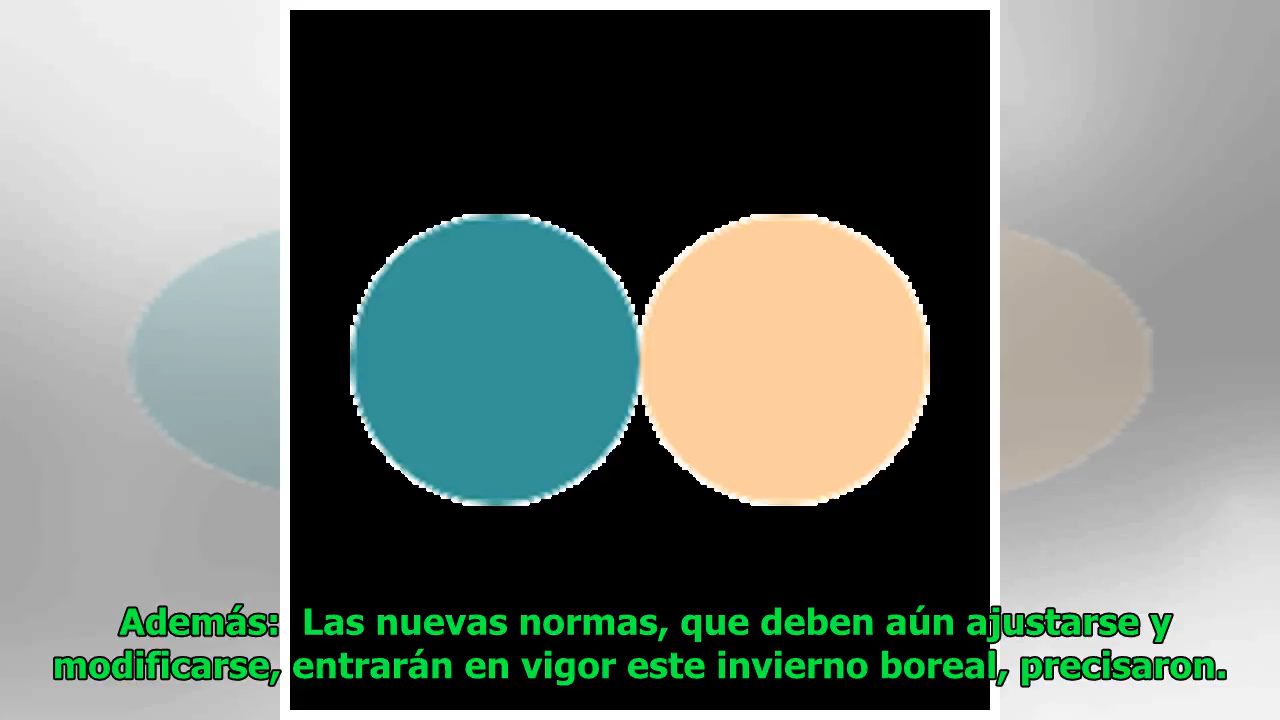 Además:  Las nuevas normas, que deben aún ajustarse y
modificarse, entrarán en vigor este invierno boreal, precisaron.